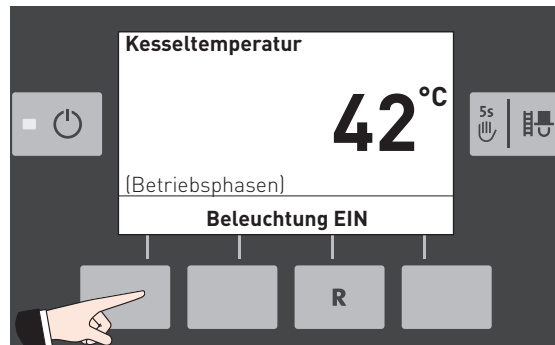 Kesseltemperatur
42 °C
5s
(Betriebsphasen)
Beleuchtung EIN
R